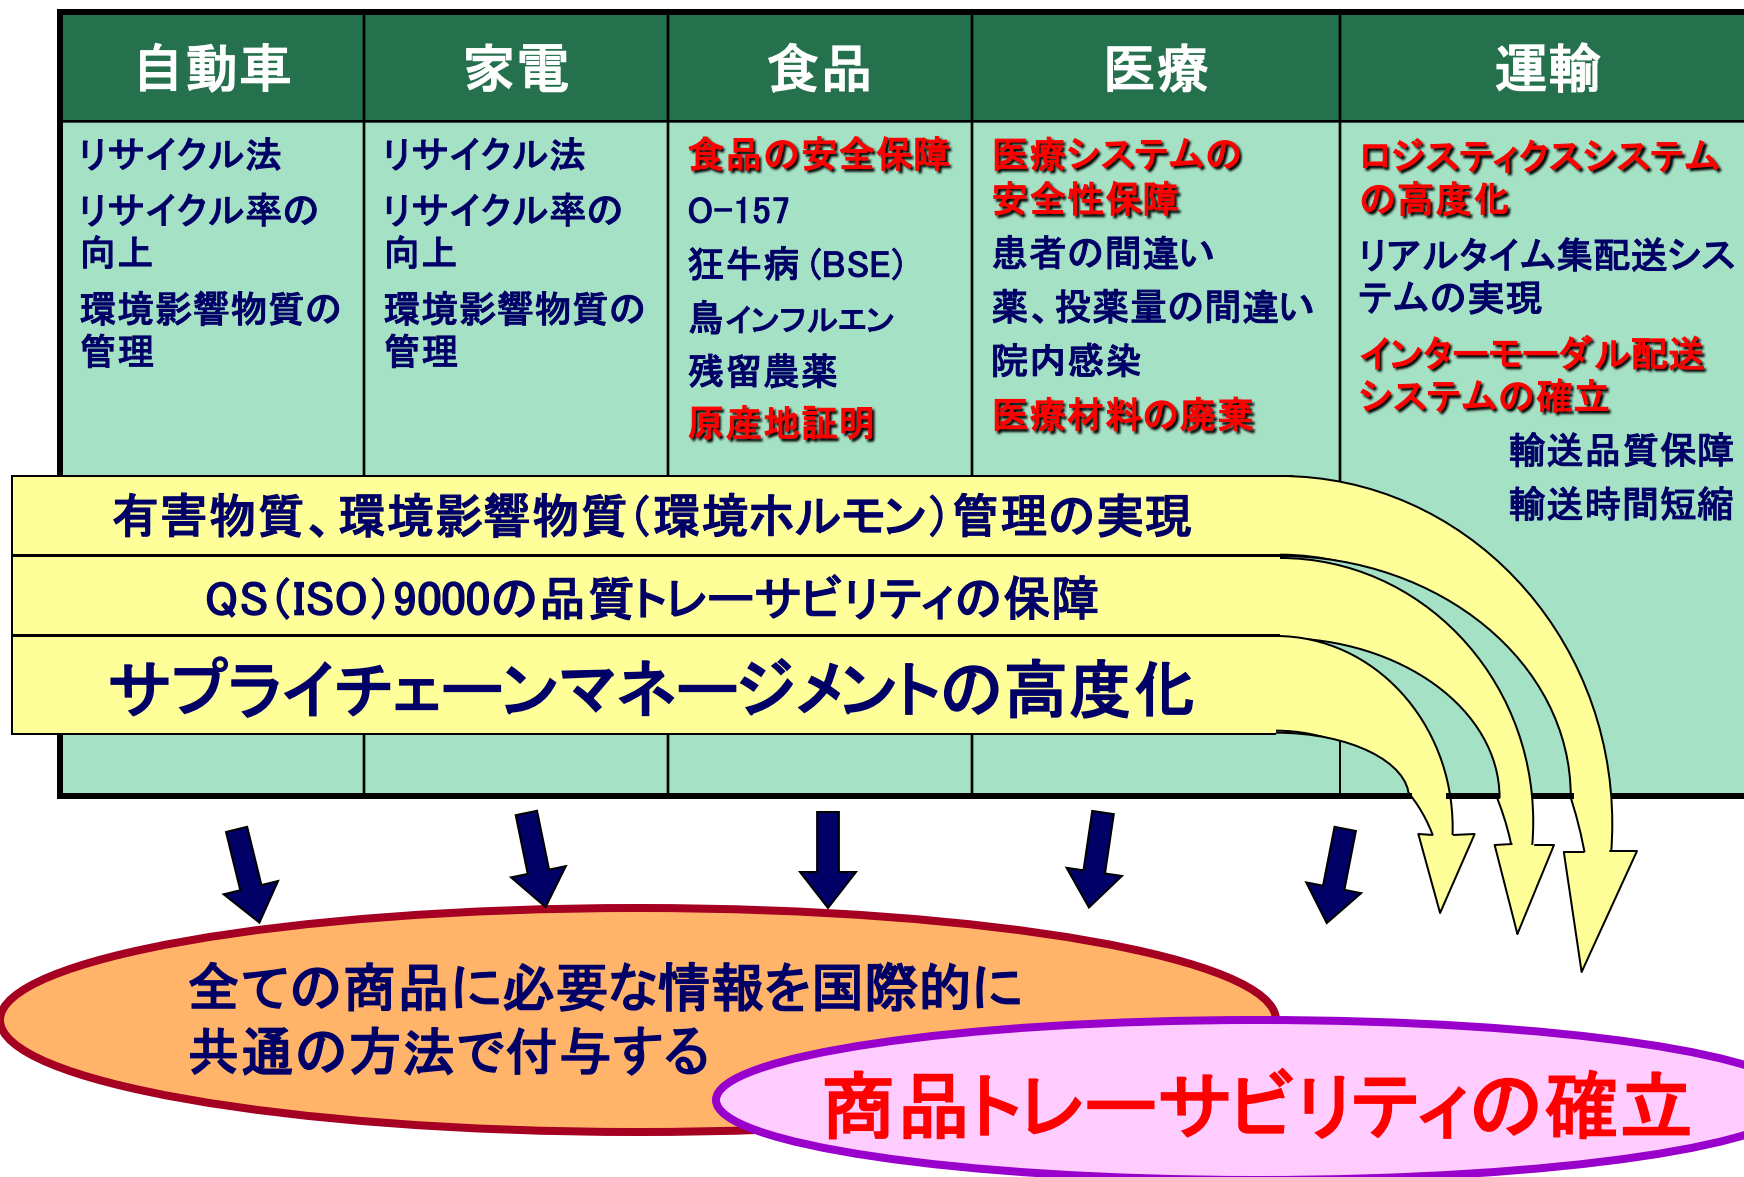 自動車
家電
食品
医療
運輸
リサイクル法
リサイクル率の
向上
環境影響物質の
管理
リサイクル法
リサイクル率の
向上
環境影響物質の
管理
食品の安全保障
O-157
狂牛病(BSE)
鳥インフルエン
残留農薬
原産地証明
医療システムの
安全性保障
患者の間違い
薬、投薬量の間違い
院内感染
医療材料の廃棄
ロジスティクスシステム
の高度化
リアルタイム集配送シス
テムの実現
インターモーダル配送
システムの確立
輸送品質保障
輸送時間短縮
有害物質、環境影響物質(環境ホルモン)管理の実現
QS(ISO)9000の品質トレーサビリティの保障
サプライチェーンマネージメントの高度化
全ての商品に必要な情報を国際的に
共通の方法で付与する
商品トレーサビリティの確立